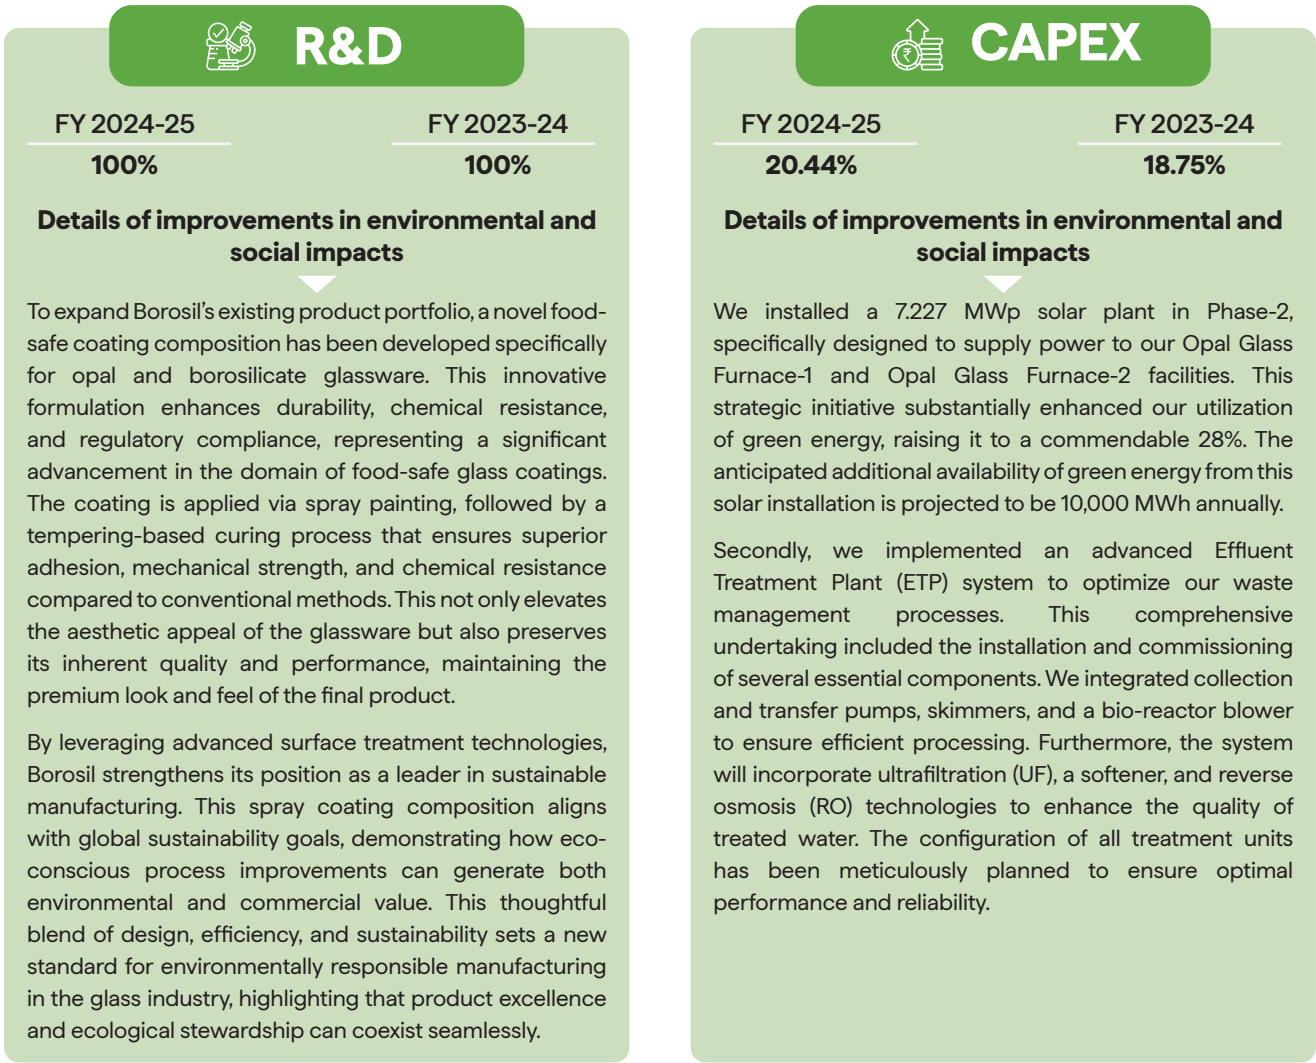 R&D
FY 2024-25
FY 2023-24
100%
100%
Details of improvements in environmental and
social impacts
To expand Borosil’s existing product portfolio, a novel food-
safe coating composition has been developed specifically
for opal and borosilicate glassware. This innovative
formulation enhances durability, chemical resistance,
and regulatory compliance, representing a significant
advancement in the domain of food-safe glass coatings.
The coating is applied via spray painting, followed by a
tempering-based curing process that ensures superior
adhesion, mechanical strength, and chemical resistance
compared to conventional methods. This not only elevates
the aesthetic appeal of the glassware but also preserves
its inherent quality and performance, maintaining the
premium look and feel of the final product.
By leveraging advanced surface treatment technologies,
Borosil strengthens its position as a leader in sustainable
manufacturing. This spray coating composition aligns
with global sustainability goals, demonstrating how eco-
conscious process improvements can generate both
environmental and commercial value. This thoughtful
blend of design, efficiency, and sustainability sets a new
standard for environmentally responsible manufacturing
in the glass industry, highlighting that product excellence
and ecological stewardship can coexist seamlessly.
₹
CAPEX
FY 2024-25
FY 2023-24
20.44%
18.75%
Details of improvements in environmental and
social impacts
We installed a 7.227 MWp solar plant in Phase-2,
specifically designed to supply power to our Opal Glass
Furnace-1 and Opal Glass Furnace-2 facilities. This
strategic initiative substantially enhanced our utilization
of green energy, raising it to a commendable 28%. The
anticipated additional availability of green energy from this
solar installation is projected to be 10,000 MWh annually.
Secondly, we implemented an advanced Effluent
Treatment Plant (ETP) system to optimize our waste
management processes. This comprehensive
undertaking included the installation and commissioning
of several essential components. We integrated collection
and transfer pumps, skimmers, and a bio-reactor blower
to ensure efficient processing. Furthermore, the system
will incorporate ultrafiltration (UF), a softener, and reverse
osmosis (RO) technologies to enhance the quality of
treated water. The configuration of all treatment units
has been meticulously planned to ensure optimal
performance and reliability.